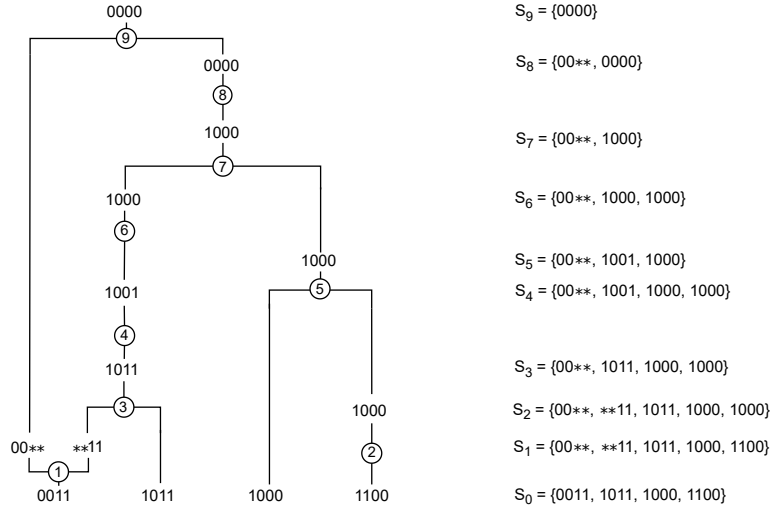 0000
S9 = {0000}
9
0000
S8 = {00**, 0000}
8
1000
S7 = {00**, 1000}
7
1000
S6 = {00**, 1000, 1000}
6
1000
S5 = {00**, 1001, 1000}
1001
5
S4 = {00**, 1001, 1000, 1000}
4
1011
S3 = {00**, 1011, 1000, 1000}
3
1000
S2 = {00**, **11, 1011, 1000, 1000}
00**
**11
S1 = {00**, **11, 1011, 1000, 1100}
2
1
0011
1011
1000
1100
S0 = {0011, 1011, 1000, 1100}